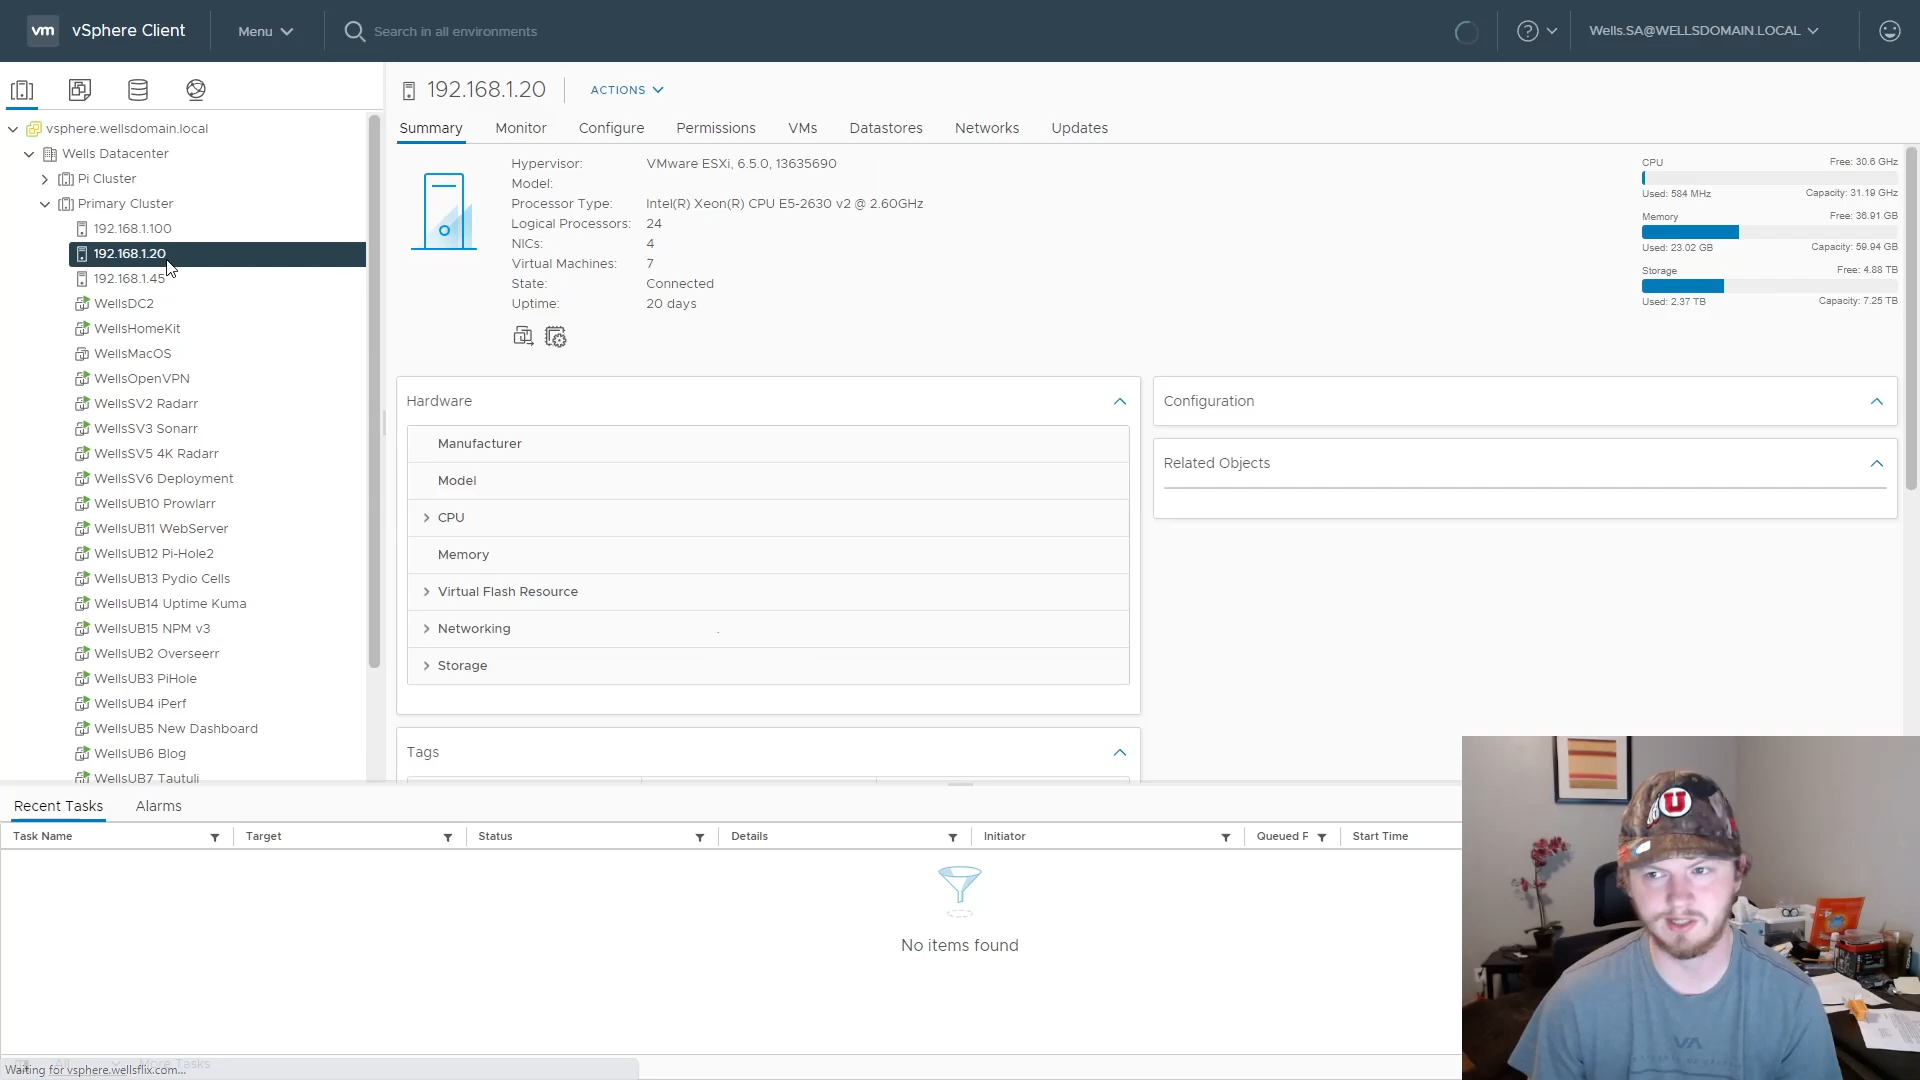 vm vSphere Client Menu Search in all environments ? Wells.SA@WELLSDOMAIN.LOCAL
192.168.1.20 ACTIONS
Summary Monitor Configure Permissions VMs Datastores Networks Updates
vsphere.wellsdomain.local
Wells Datacenter
Pi Cluster
Primary Cluster
192.168.1.100
192.168.1.20
192.168.1.45
WellsDC2
WellsHomeKit
WellsMacOS
WellsOpenVPN
WellsSV2 Radarr
WellsSV3 Sonarr
WellsSV5 4K Radarr
WellsSV6 Deployment
WellsUB10 Prowlarr
WellsUB11 WebServer
WellsUB12 Pi-Hole2
WellsUB13 Pydio Cells
WellsUB14 Uptime Kuma
WellsUB15 NPM v3
WellsUB2 Overseerr
WellsUB3 PiHole
WellsUB4 iPerf
WellsUB5 New Dashboard
WellsUB6 Blog
WellsUB7 Tautuli
Hypervisor: VMware ESXi, 6.5.0, 13635690
Model:
Processor Type: Intel(R) Xeon(R) CPU E5-2630 v2 @ 2.60GHz
Logical Processors: 24
NICs: 4
Virtual Machines: 7
State: Connected
Uptime: 20 days
CPU Free: 30.6 GHz
Used: 584 MHz Capacity: 31.19 GHz
Memory Free: 36.91 GB
Used: 23.02 GB Capacity: 59.94 GB
Storage Free: 4.88 TB
Used: 2.37 TB Capacity: 7.25 TB
Hardware
Manufacturer
Model
CPU
Memory
Virtual Flash Resource
Networking
Storage
Tags
Configuration
Related Objects
Recent Tasks Alarms
Task Name Target Status Details Initiator Queued F Start Time
No items found
All More Tasks
Waiting for vsphere.wellsflix.com...
U
VA